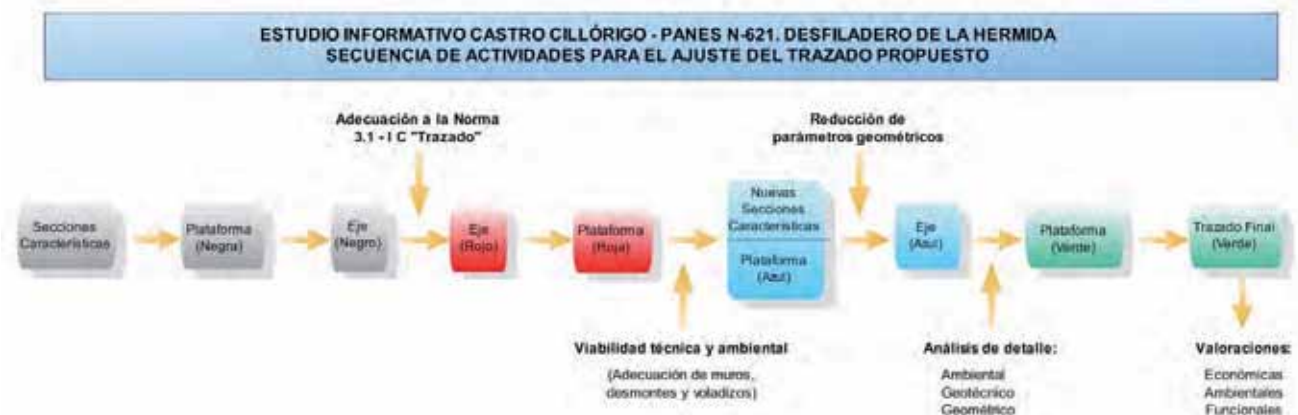 ESTUDIO INFORMATIVO CASTRO CILLÓRIGO - PANES N-621. DESFILADERO DE LA HERMIDA
SECUENCIA DE ACTIVIDADES PARA EL AJUSTE DEL TRAZADO PROPUESTO
Adecuación a la Norma
3.1 - I C "Trazado"
Reducción de
parámetros geométricos
Secciones
Características
Plataforma
(Negra)
Eje
(Negro)
Eje
(Rojo)
Plataforma
(Roja)
Nuevas
Secciones
Características
Plataforma
(Azul)
Eje
(Azul)
Plataforma
(Verde)
Trazado Final
(Verde)
Viabilidad técnica y ambiental
(Adecuación de muros,
desmontes y voladizos)
Análisis de detalle:
Ambiental
Geotécnico
Geométrico
Valoraciones:
Económicas
Ambientales
Funcionales